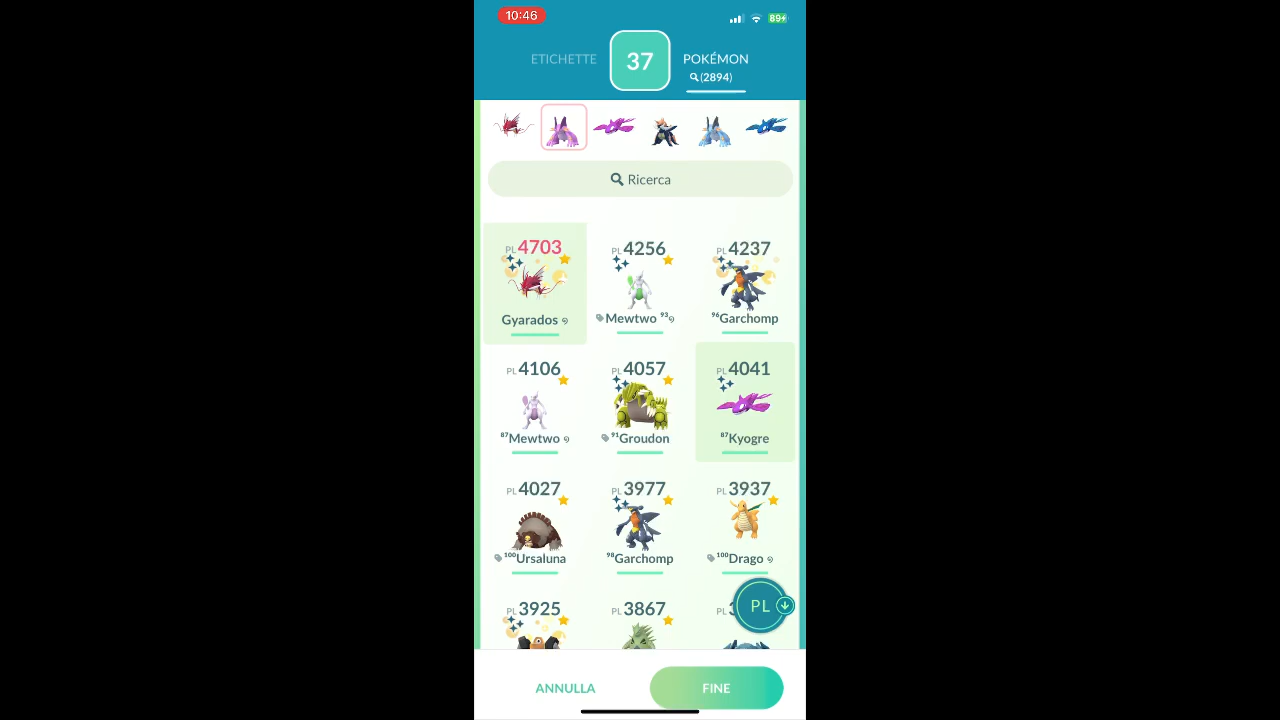 10:46
89+
ETICHETTE
37
POKÉMON
(2894)
Ricerca
PL 4703
PL 4256
PL 4237
Gyarados
Mewtwo 93
96 Garchomp
PL 4106
PL 4057
PL 4041
87 Mewtwo
91 Groudon
87 Kyogre
PL 4027
PL 3977
PL 3937
100 Ursaluna
98 Garchomp
100 Drago
PL 3925
PL 3867
PL
PL
ANNULLA
FINE